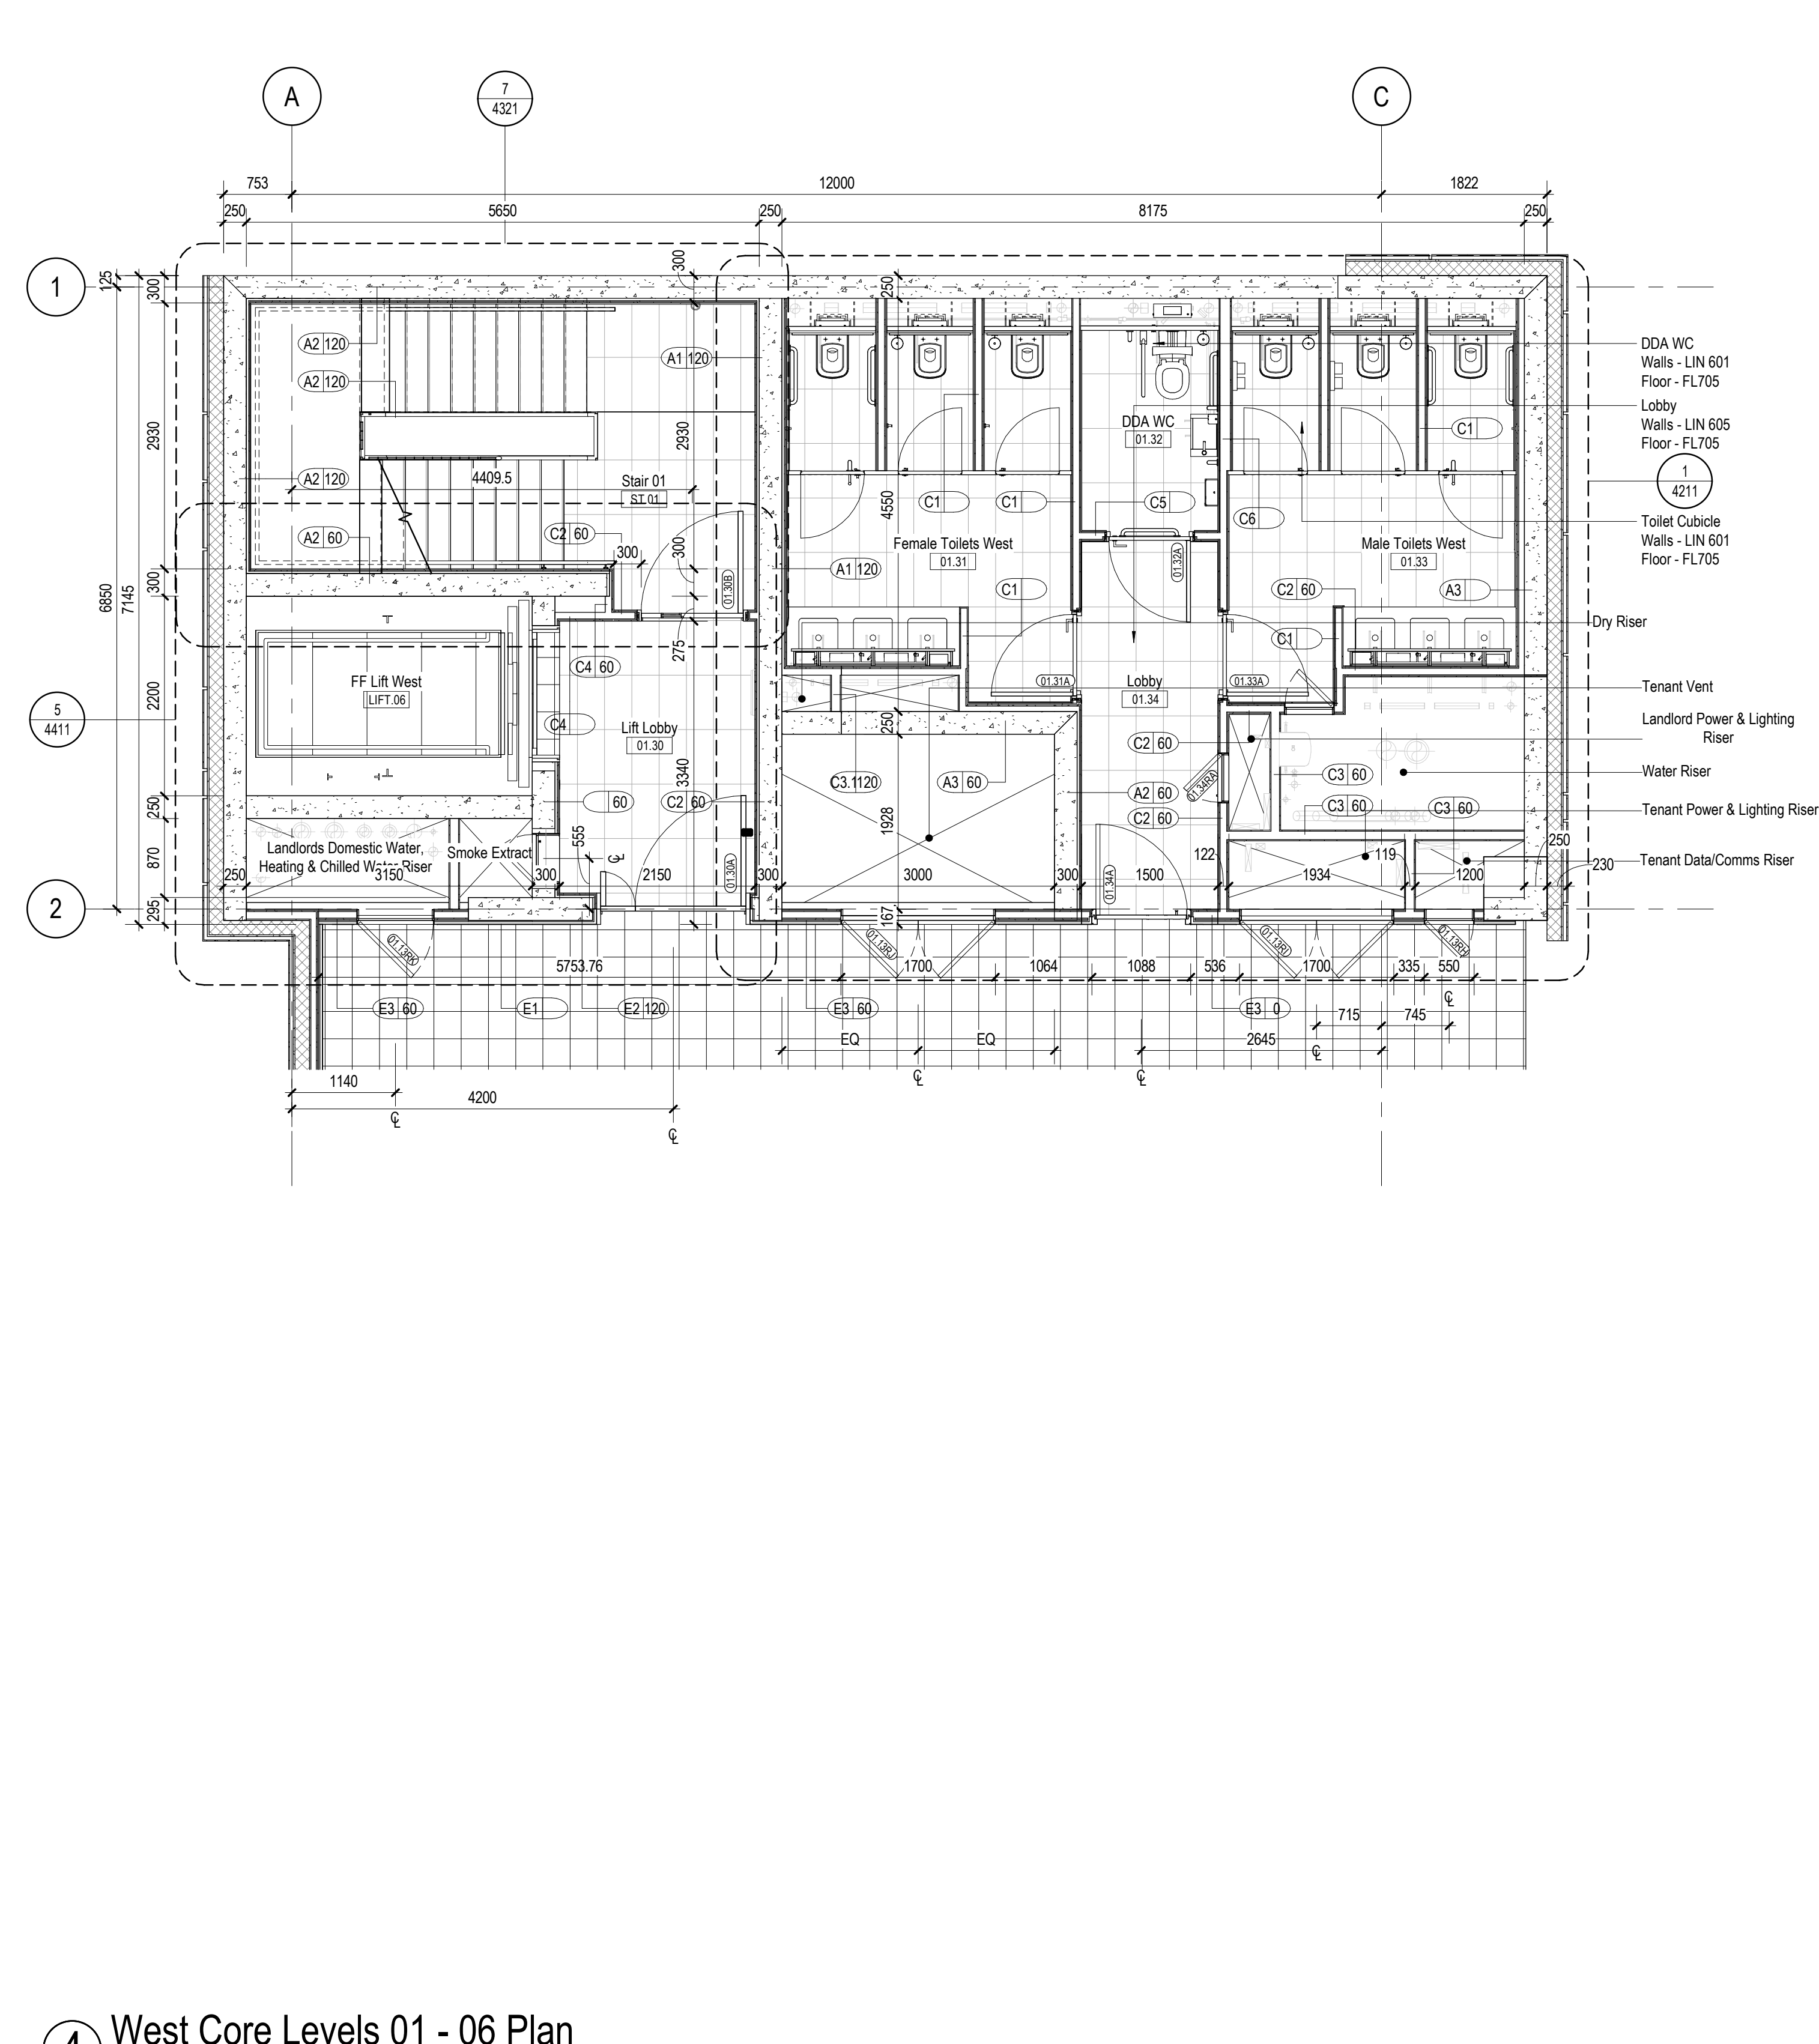 A
7
4321
C
753
12000
1822
250
5650
250
8175
250
1
125
300
300
250
A2 120
A1 120
A2 120
DDA WC
Walls - LIN 601
Floor - FL705
Lobby
Walls - LIN 605
Floor - FL705
DDA WC
01.32
C1
2930
2930
A2 120
4409.5
Stair 01
ST.01
1
4211
4550
C1
C1
C5
C6
A2 60
C2 60
300
300
Toilet Cubicle
Walls - LIN 601
Floor - FL705
Female Toilets West
01.31
Male Toilets West
01.33
01.32A
A1 120
01.30B
6850
7145
300
C1
C2 60
A3
Dry Riser
275
C1
C4 60
FF Lift West
LIFT.06
01.31A
Lobby
01.34
01.33A
Tenant Vent
5
4411
2200
C4
Lift Lobby
01.30
250
C2 60
Landlord Power & Lighting
Riser
3340
C3.1120
A3 60
01.34RA
C3 60
Water Riser
250
60
C2 60
A2 60
C3 60
C3 60
Tenant Power & Lighting Riser
1928
C2 60
555
870
Landlords Domestic Water,
Heating & Chilled Water Riser
Smoke Extract
122
119
250
230
Tenant Data/Comms Riser
250
3150
300
2150
01.30A
300
3000
300
01.34A
1500
1934
1200
2
295
167
01.13RK
01.13RJ
01.13RI
01.13RH
5753.76
1700
1064
1088
536
1700
335
550
E3 60
E1
E2 120
E3 60
E3 0
715
745
EQ
EQ
2645
1140
4200
4
West Core Levels 01 - 06 Plan